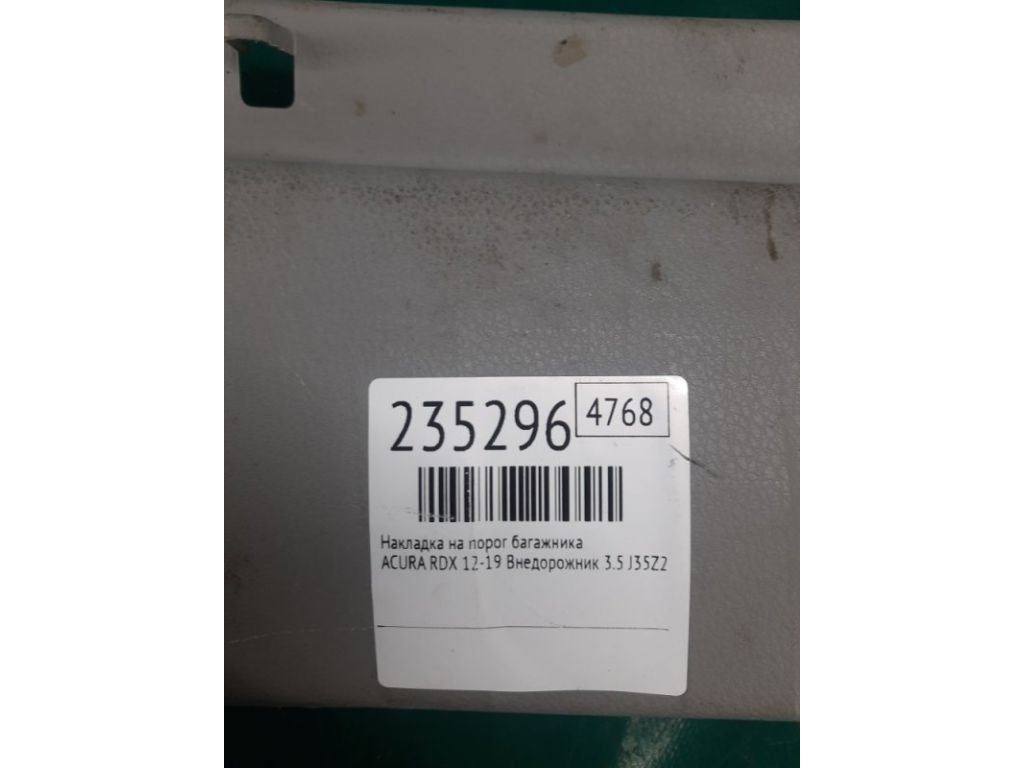 235296 4768
Накладка на порог багажника
ACURA RDX 12-19 Внедорожник 3.5 J35Z2